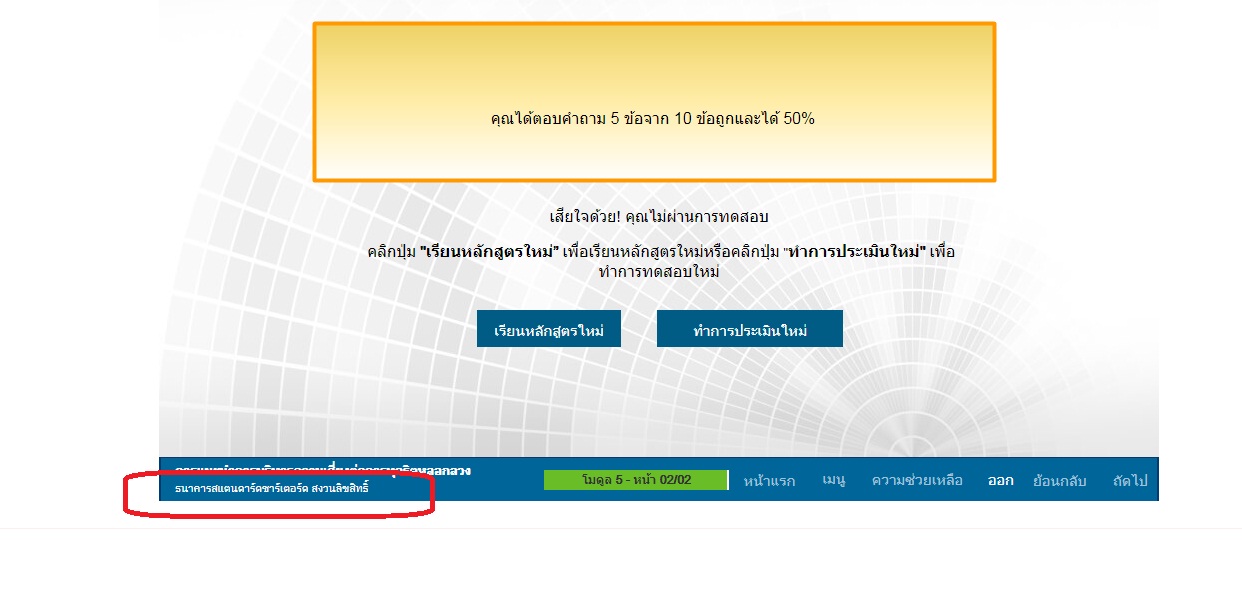 คุณได้ตอบคำถาม 5 ข้อจาก 10 ข้อถูกและได้ 50%
เสียใจด้วย! คุณไม่ผ่านการทดสอบ
คลิกปุ่ม "เรียนหลักสูตรใหม่" เพื่อเรียนหลักสูตรใหม่หรือคลิกปุ่ม "ทำการประเมินใหม่" เพื่อ
ทำการทดสอบใหม่
เรียนหลักสูตรใหม่ ทำการประเมินใหม่
ธนาคารสแตนดาร์ดชาร์เตอร์ด สงวนลิขสิทธิ์
โมดูล 5 - หน้า 02/02 หน้าแรก เมนู ความช่วยเหลือ ออก ย้อนกลับ ถัดไป